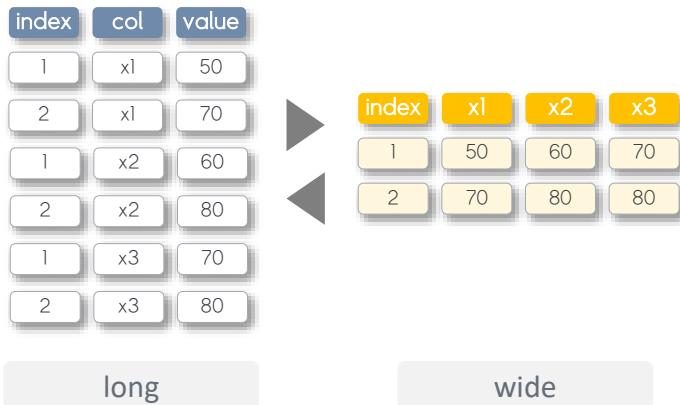 index col value
1 x1 50
2 x1 70
1 x2 60
2 x2 80
1 x3 70
2 x3 80
long
index x1 x2 x3
1 50 60 70
2 70 80 80
wide